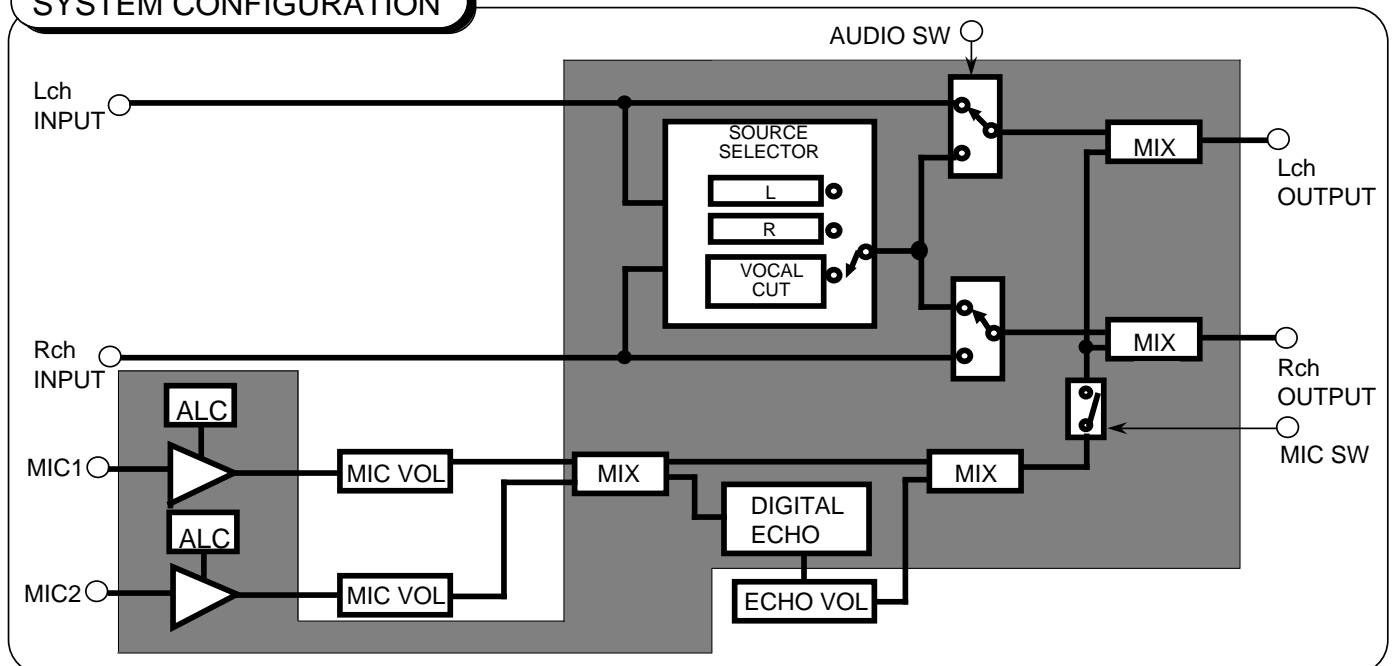 SYSTEM CONFIGURATION
AUDIO SW
Lch
INPUT
SOURCE
SELECTOR
L
R
VOCAL
CUT
MIX
Lch
OUTPUT
Rch
INPUT
MIX
Rch
OUTPUT
ALC
MIC1
MIC VOL
MIX
MIX
MIC SW
DIGITAL
ECHO
ALC
MIC2
MIC VOL
ECHO VOL